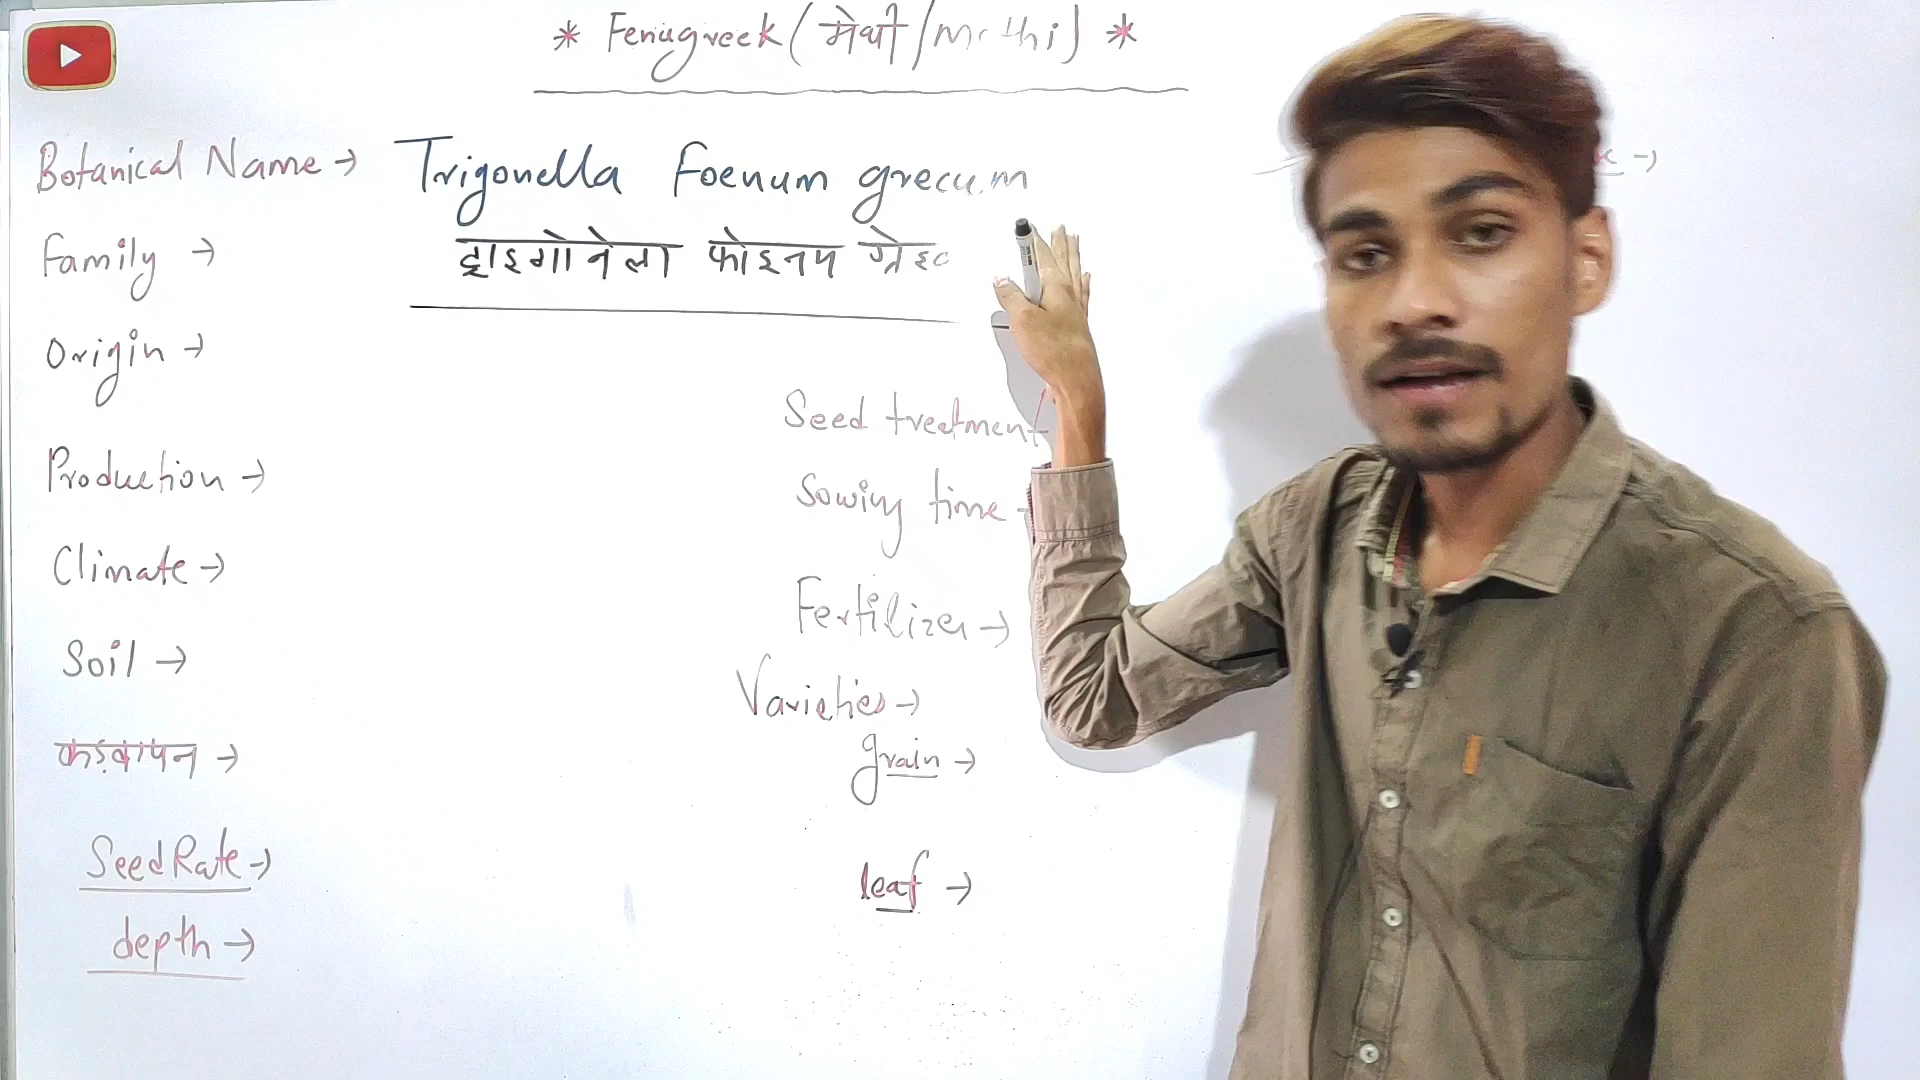 * Fenugreek (मेथी/Methi) *
Botanical Name → Trigonella Foenum grecum
ट्राइगोनेला फोइनम ग्रेइ
Family →
Origin →
Production →
Climate →
Soil →
कड़वापन →
Seed Rate →
depth →
Seed treatment
Sowing time
Fertilizer →
Varieties →
grain →
leaf →